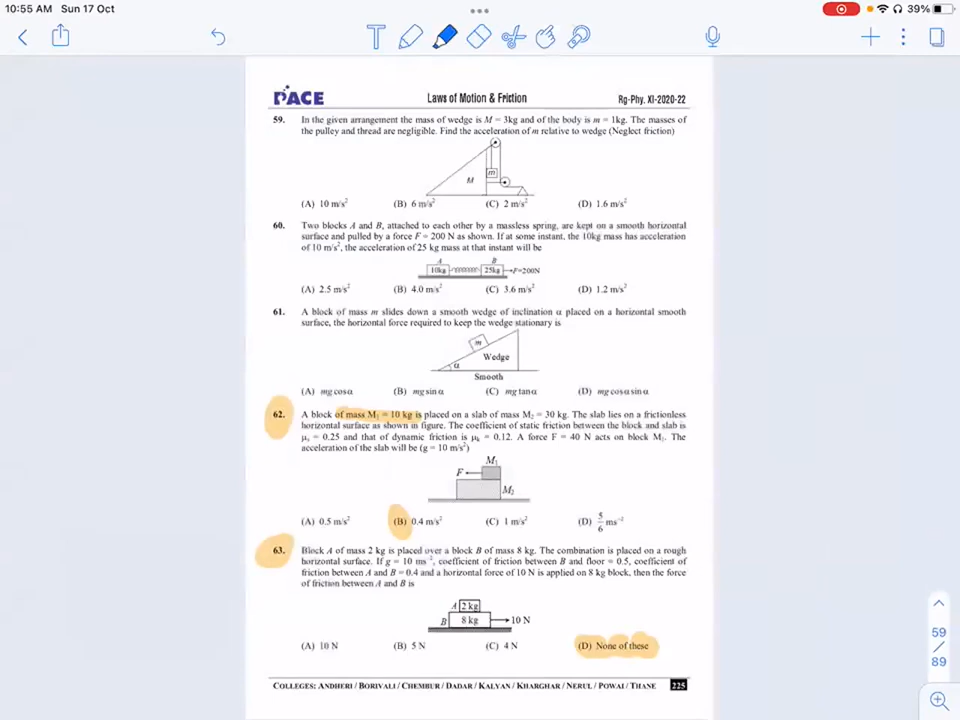 10:55 AM Sun 17 Oct
39%
PACE
Laws of Motion & Friction
Rg-Phy. XI-2020-22
59. In the given arrangement the mass of wedge is M = 3kg and of the body is m = 1kg. The masses of
the pulley and thread are negligible. Find the acceleration of m relative to wedge (Neglect friction)
M
m
(A) 10 m/s² (B) 6 m/s² (C) 2 m/s² (D) 1.6 m/s²
60. Two blocks A and B, attached to each other by a massless spring, are kept on a smooth horizontal
surface and pulled by a force F = 200 N as shown. If at some instant, the 10kg mass has acceleration
of 10 m/s², the acceleration of 25 kg mass at that instant will be
A B
10kg 25kg F=200N
(A) 2.5 m/s² (B) 4.0 m/s² (C) 3.6 m/s² (D) 1.2 m/s²
61. A block of mass m slides down a smooth wedge of inclination α placed on a horizontal smooth
surface, the horizontal force required to keep the wedge stationary is
m
Wedge
α
Smooth
(A) mg cosα (B) mg sin α (C) mg tanα (D) mg cosα sin α
62. A block of mass M₁ = 10 kg is placed on a slab of mass M₂ = 30 kg. The slab lies on a frictionless
horizontal surface as shown in figure. The coefficient of static friction between the block and slab is
μₛ = 0.25 and that of dynamic friction is μₖ = 0.12. A force F = 40 N acts on block M₁. The
acceleration of the slab will be (g = 10 m/s²)
M₁
F
M₂
(A) 0.5 m/s² (B) 0.4 m/s² (C) 1 m/s² (D) 5/6 ms⁻²
63. Block A of mass 2 kg is placed over a block B of mass 8 kg. The combination is placed on a rough
horizontal surface. If g = 10 ms⁻², coefficient of friction between B and floor = 0.5, coefficient of
friction between A and B = 0.4 and a horizontal force of 10 N is applied on 8 kg block, then the force
of friction between A and B is
A 2 kg
B 8 kg 10 N
(A) 10 N (B) 5 N (C) 4 N (D) None of these
COLLEGES: ANDHERI / BORIVALI / CHEMBUR / DADAR / KALYAN / KHARGHAR / NERUL / POWAI / THANE 225
59
/
89